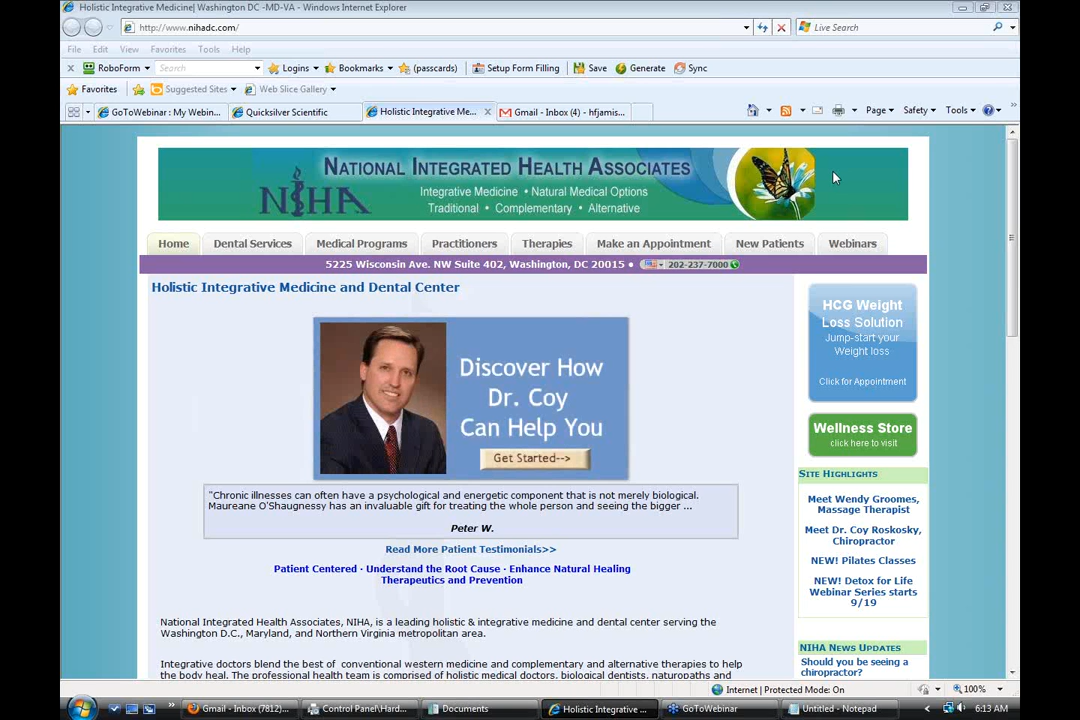 Holistic Integrative Medicine| Washington DC -MD-VA - Windows Internet Explorer
http://www.nihadc.com/
Live Search
File Edit View Favorites Tools Help
x RoboForm Search Logins Bookmarks (passcards) Setup Form Filling Save Generate Sync
Favorites Suggested Sites Web Slice Gallery
GoToWebinar : My Webin... Quicksilver Scientific Holistic Integrative Me... x Gmail - Inbox (4) - hfjamis... Page Safety Tools
NATIONAL INTEGRATED HEALTH ASSOCIATES
NIHA
Integrative Medicine • Natural Medical Options
Traditional • Complementary • Alternative
Home Dental Services Medical Programs Practitioners Therapies Make an Appointment New Patients Webinars
5225 Wisconsin Ave. NW Suite 402, Washington, DC 20015 ● 202-237-7000
Holistic Integrative Medicine and Dental Center
Discover How
Dr. Coy
Can Help You
Get Started-->
"Chronic illnesses can often have a psychological and energetic component that is not merely biological.
Maureane O'Shaugnessy has an invaluable gift for treating the whole person and seeing the bigger ...
Peter W.
Read More Patient Testimonials>>
Patient Centered · Understand the Root Cause · Enhance Natural Healing
Therapeutics and Prevention
National Integrated Health Associates, NIHA, is a leading holistic & integrative medicine and dental center serving the
Washington D.C., Maryland, and Northern Virginia metropolitan area.
Integrative doctors blend the best of conventional western medicine and complementary and alternative therapies to help
the body heal. The professional health team is comprised of holistic medical doctors, biological dentists, naturopaths and
HCG Weight
Loss Solution
Jump-start your
Weight loss
Click for Appointment
Wellness Store
click here to visit
SITE HIGHLIGHTS
Meet Wendy Groomes,
Massage Therapist
Meet Dr. Coy Roskosky,
Chiropractor
NEW! Pilates Classes
NEW! Detox for Life
Webinar Series starts
9/19
NIHA NEWS UPDATES
Should you be seeing a
chiropractor?
Internet | Protected Mode: On 100%
Gmail - Inbox (7812)... Control Panel\Hard... Documents Holistic Integrative ... GoToWebinar Untitled - Notepad 6:13 AM